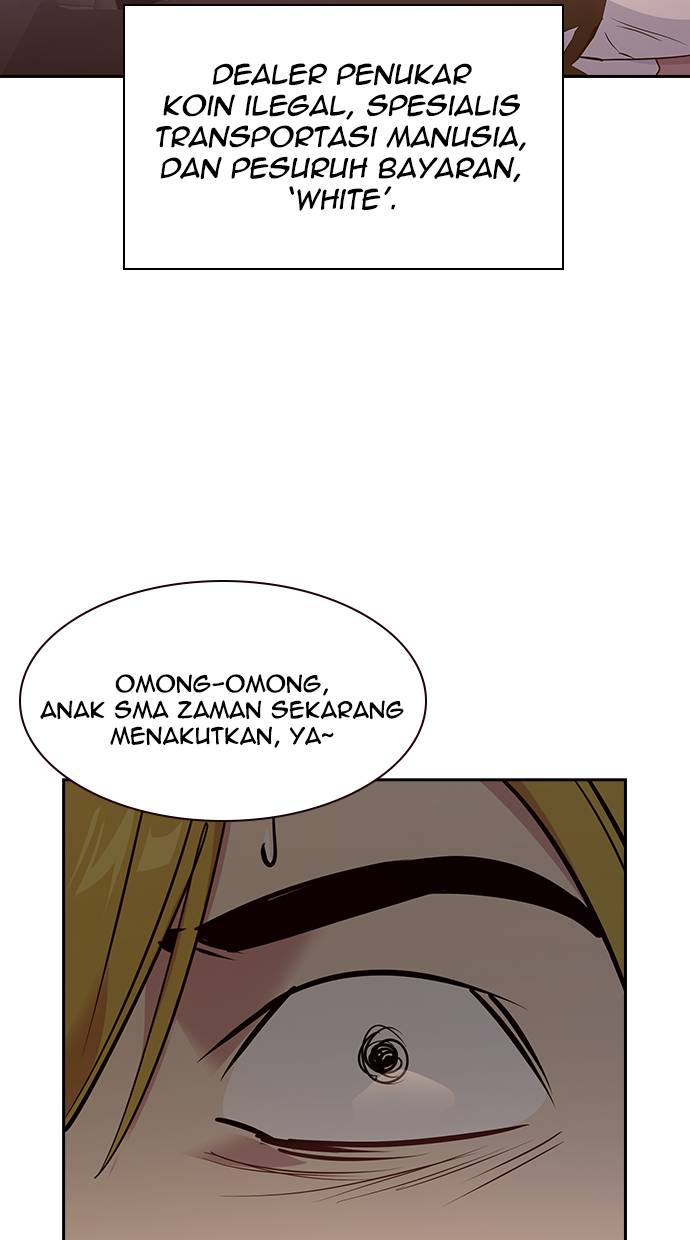 DEALER PENUKAR
KOIN ILEGAL, SPESIALIS
TRANSPORTASI MANUSIA,
DAN PESURUH BAYARAN,
‘WHITE’.
OMONG-OMONG,
ANAK SMA ZAMAN SEKARANG
MENAKUTKAN, YA~